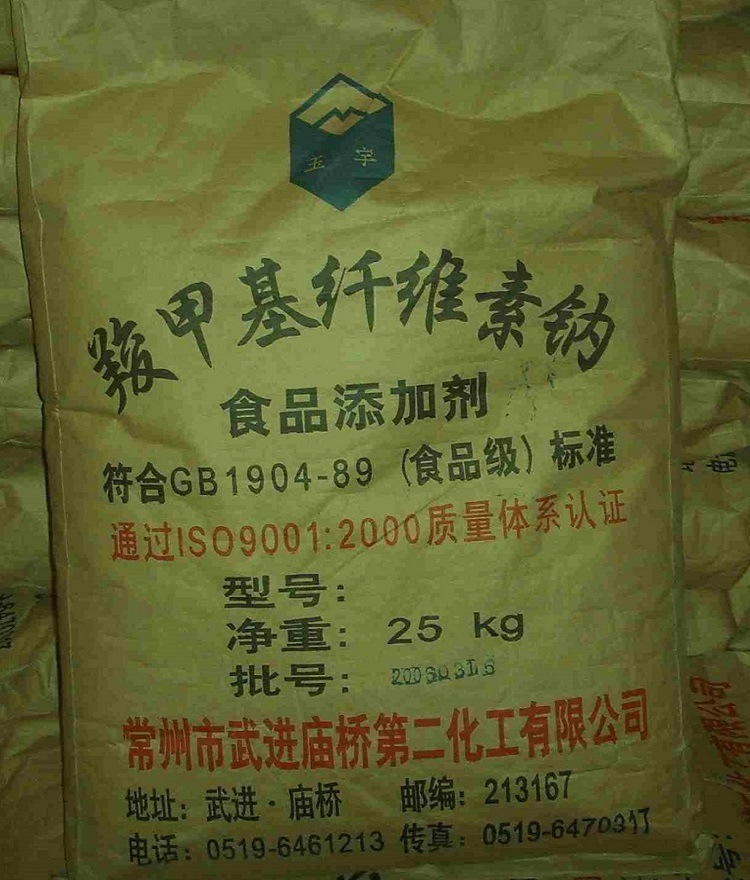 玉宇
羧甲基纤维素钠
食品添加剂
符合GB1904-89（食品级）标准
通过ISO9001:2000质量体系认证
型号：
净重：25 kg
批号：
常州市武进庙桥第二化工有限公司
地址：武进·庙桥 邮编：213167
电话：0519-6461213 传真：